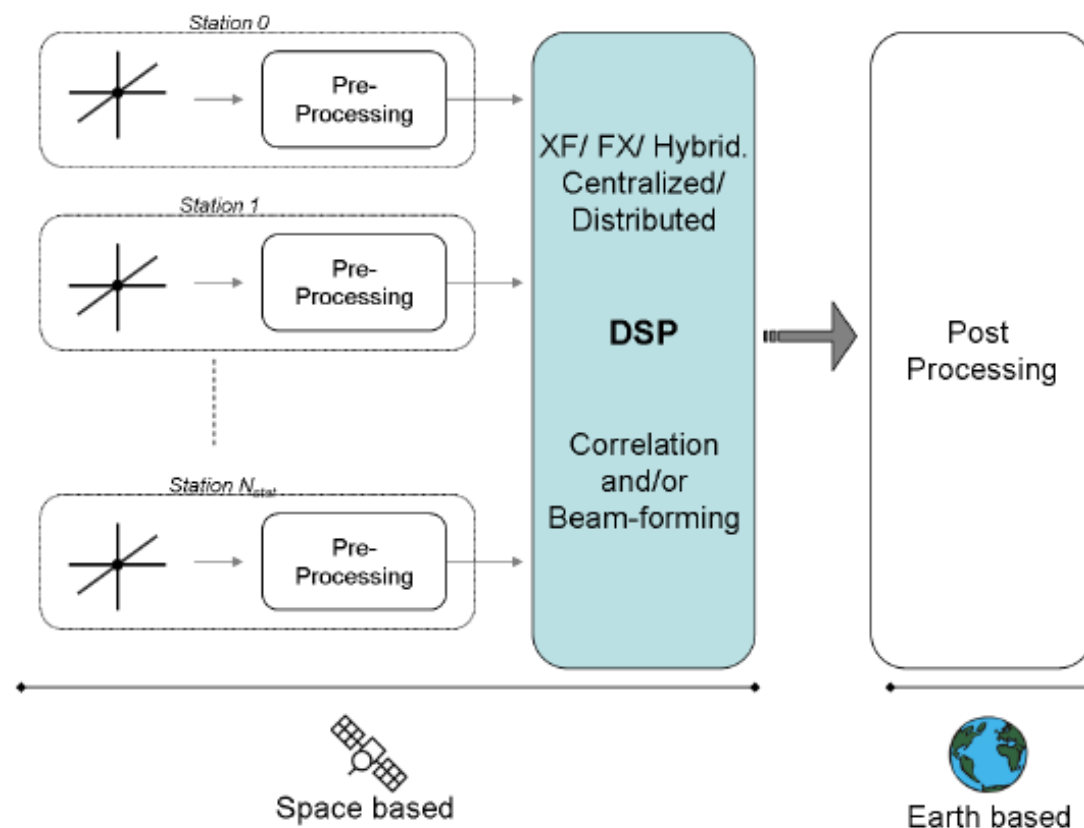 Station 0
Pre-
Processing
Station 1
Pre-
Processing
Station Nstat
Pre-
Processing
XF/ FX/ Hybrid.
Centralized/
Distributed
DSP
Correlation
and/or
Beam-forming
Post
Processing
Space based
Earth based